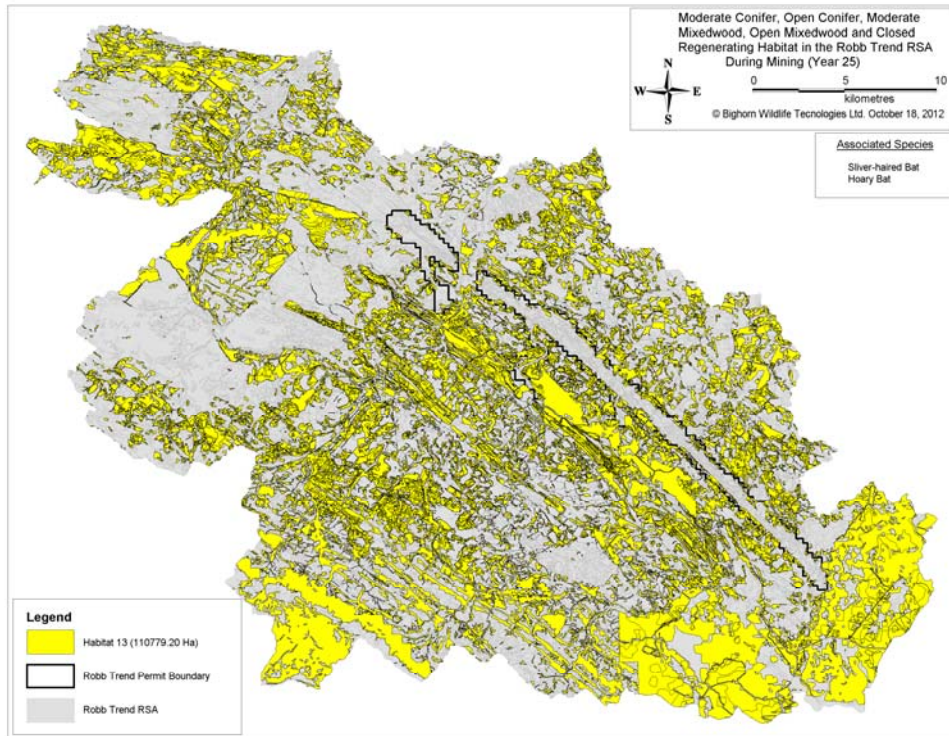 Moderate Conifer, Open Conifer, Moderate
Mixedwood, Open Mixedwood and Closed
Regenerating Habitat in the Robb Trend RSA
During Mining (Year 25)
N
W E
S
0 5 10
kilometres
© Bighorn Wildlife Tecnologies Ltd. October 18, 2012
Associated Species
Sliver-haired Bat
Hoary Bat
Legend
Habitat 13 (110779.20 Ha)
Robb Trend Permit Boundary
Robb Trend RSA